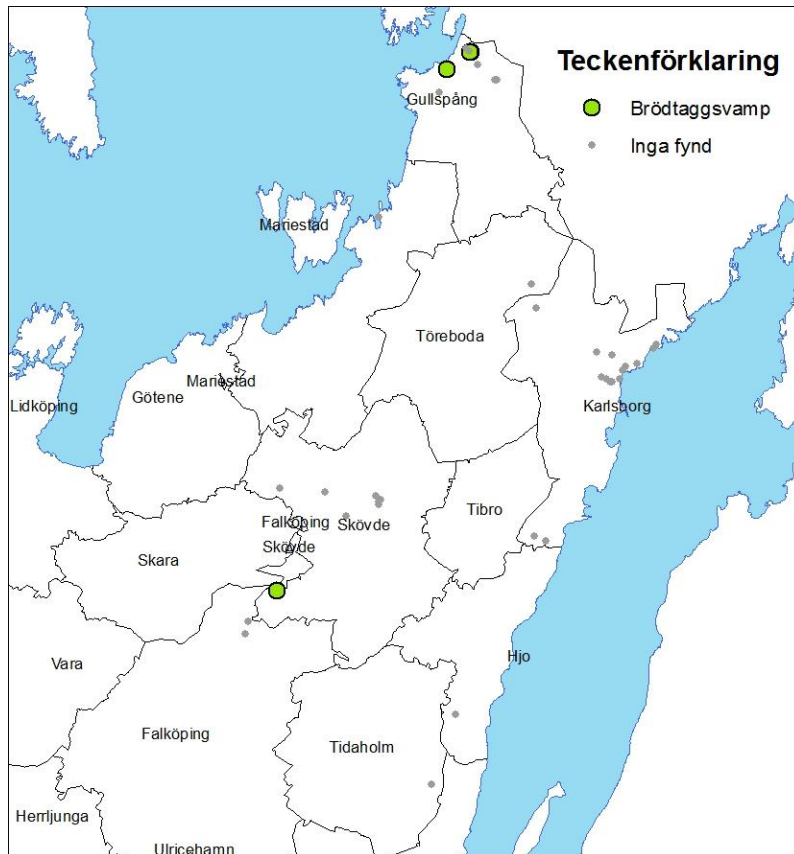 Teckenförklaring
Brödtaggsvamp
Inga fynd
Gullspång
Mariestad
Töreboda
Mariestad
Götene
Lidköping
Karlsborg
Tibro
Falköping
Skövde
Skövde
Skara
Hjo
Vara
Falköping
Tidaholm
Herrljunga
Ulricehamn